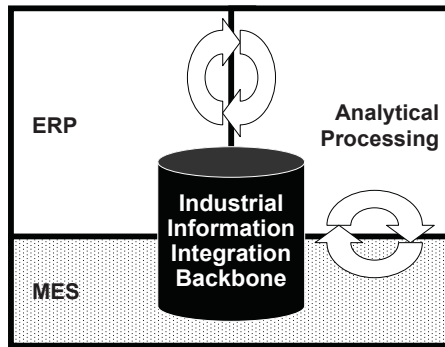 ERP
Analytical
Processing
Industrial
Information
Integration
Backbone
MES